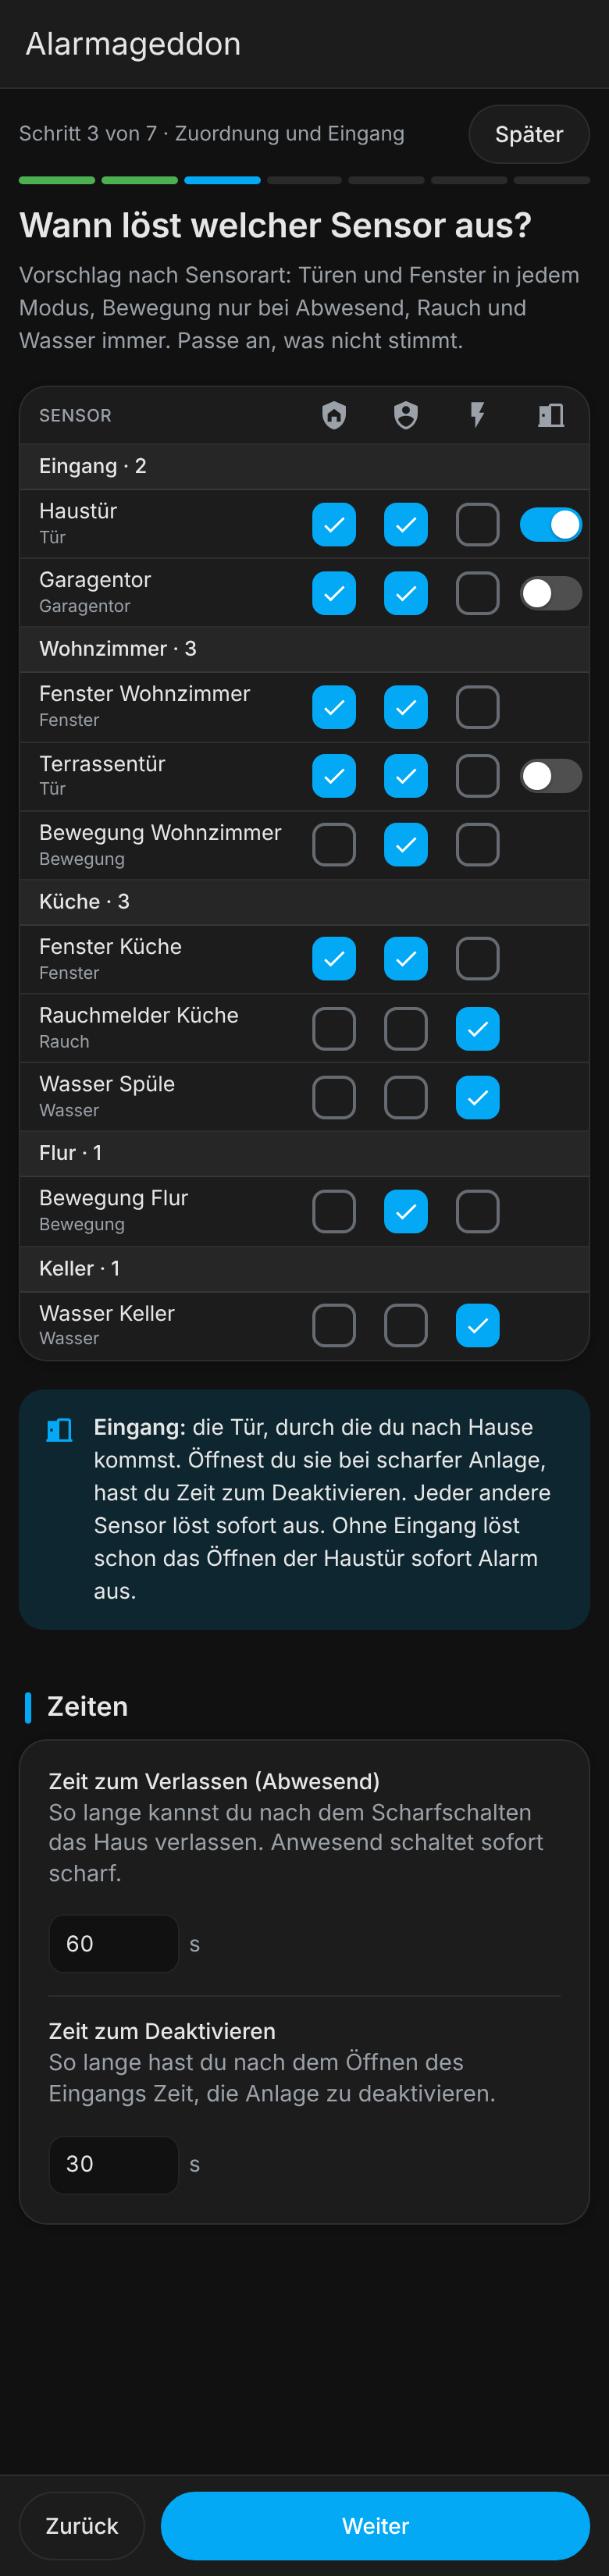 Alarmageddon
Schritt 3 von 7 · Zuordnung und Eingang
Später
Wann löst welcher Sensor aus?
Vorschlag nach Sensorart: Türen und Fenster in jedem
Modus, Bewegung nur bei Abwesend, Rauch und
Wasser immer. Passe an, was nicht stimmt.
SENSOR
Eingang · 2
Haustür
Tür
Garagentor
Garagentor
Wohnzimmer · 3
Fenster Wohnzimmer
Fenster
Terrassentür
Tür
Bewegung Wohnzimmer
Bewegung
Küche · 3
Fenster Küche
Fenster
Rauchmelder Küche
Rauch
Wasser Spüle
Wasser
Flur · 1
Bewegung Flur
Bewegung
Keller · 1
Wasser Keller
Wasser
Eingang: die Tür, durch die du nach Hause
kommst. Öffnest du sie bei scharfer Anlage,
hast du Zeit zum Deaktivieren. Jeder andere
Sensor löst sofort aus. Ohne Eingang löst
schon das Öffnen der Haustür sofort Alarm
aus.
Zeiten
Zeit zum Verlassen (Abwesend)
So lange kannst du nach dem Scharfschalten
das Haus verlassen. Anwesend schaltet sofort
scharf.
60 s
Zeit zum Deaktivieren
So lange hast du nach dem Öffnen des
Eingangs Zeit, die Anlage zu deaktivieren.
30 s
Zurück
Weiter